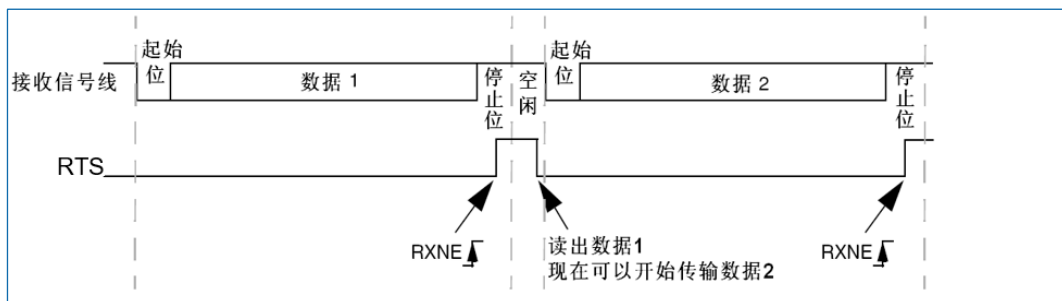 起始位
数据 1
停止位
空闲
起始位
数据 2
停止位
接收信号线
RTS
RXNE
读出数据1
现在可以开始传输数据2
RXNE